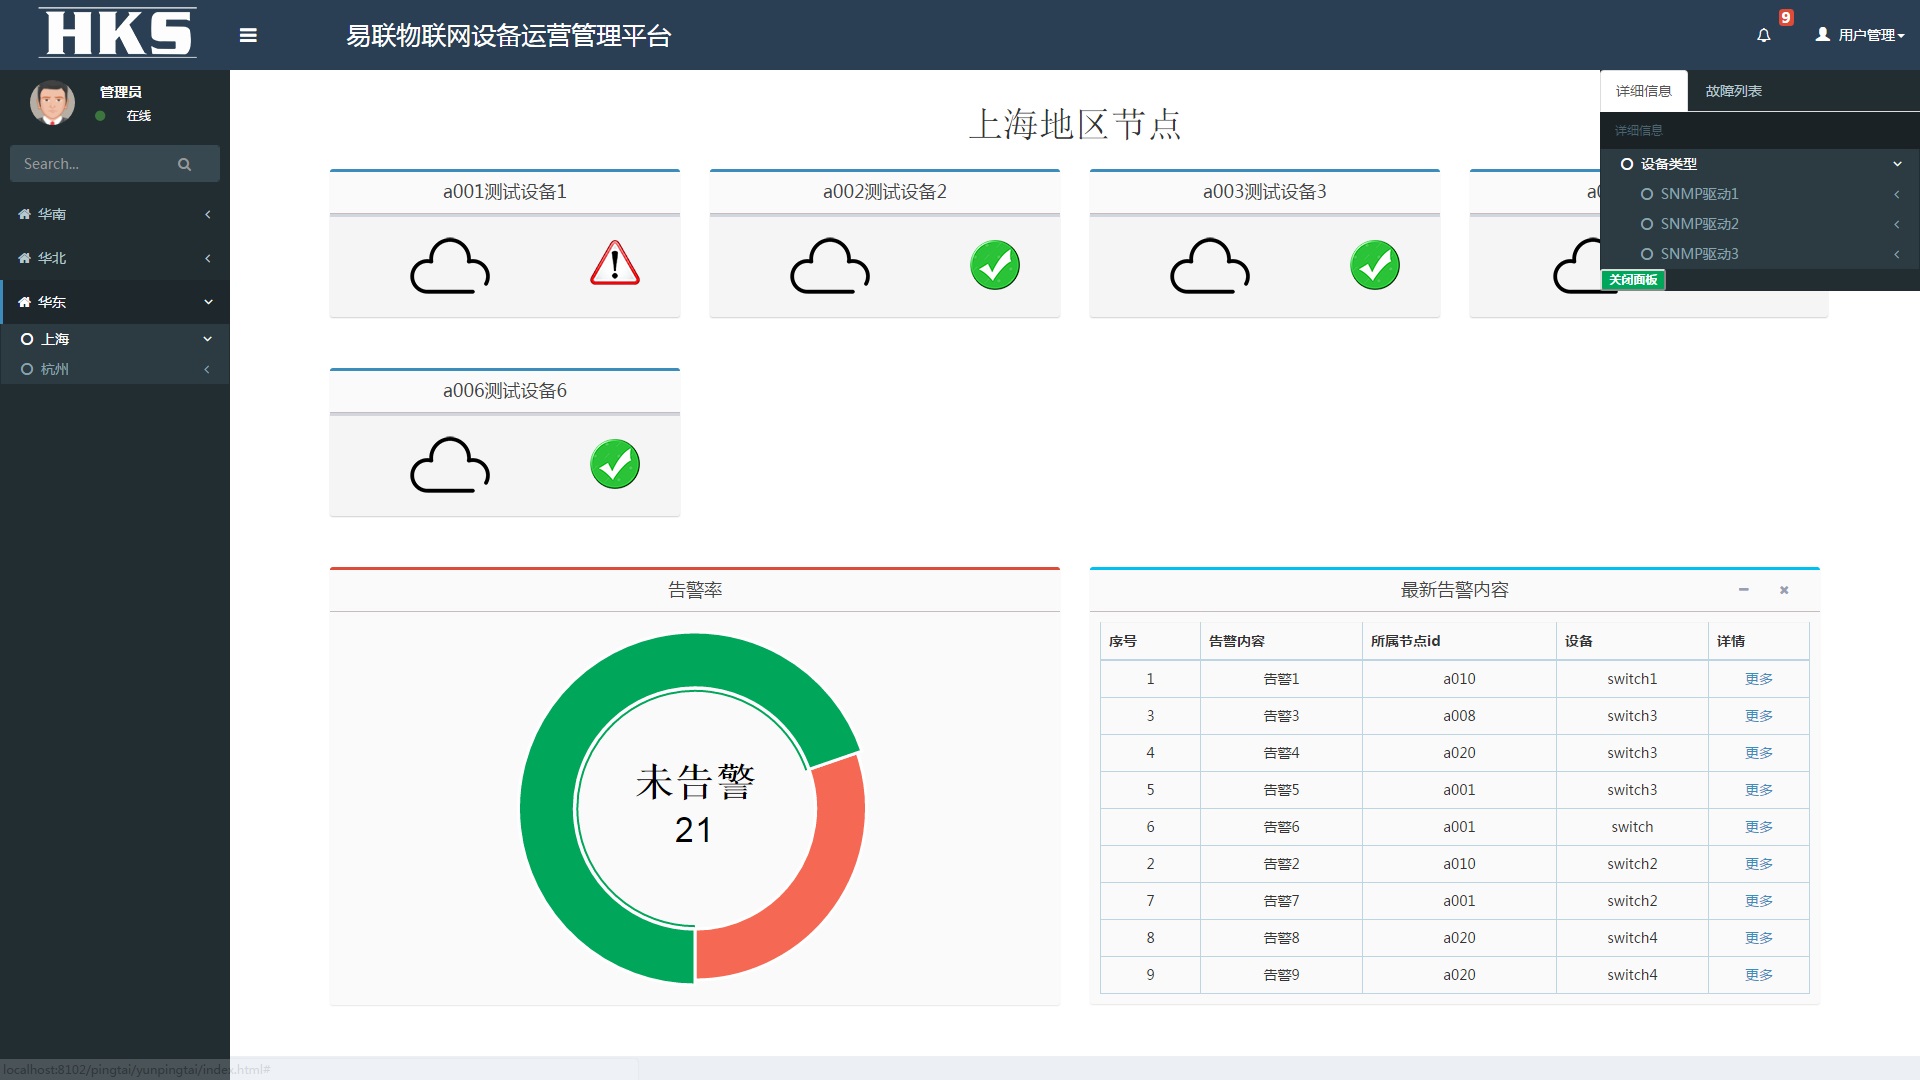 HKS
易联物联网设备运营管理平台
9
用户管理
管理员
在线
Search...
华南
华北
华东
上海
杭州
上海地区节点
详细信息
故障列表
详细信息
设备类型
SNMP驱动1
SNMP驱动2
SNMP驱动3
关闭面板
a001测试设备1
a002测试设备2
a003测试设备3
a006测试设备6
告警率
未告警
21
最新告警内容
序号 告警内容 所属节点id 设备 详情
1 告警1 a010 switch1 更多
3 告警3 a008 switch3 更多
4 告警4 a020 switch3 更多
5 告警5 a001 switch3 更多
6 告警6 a001 switch 更多
2 告警2 a010 switch2 更多
7 告警7 a001 switch2 更多
8 告警8 a020 switch4 更多
9 告警9 a020 switch4 更多
localhost:8102/pingtai/yunpingtai/index.html#